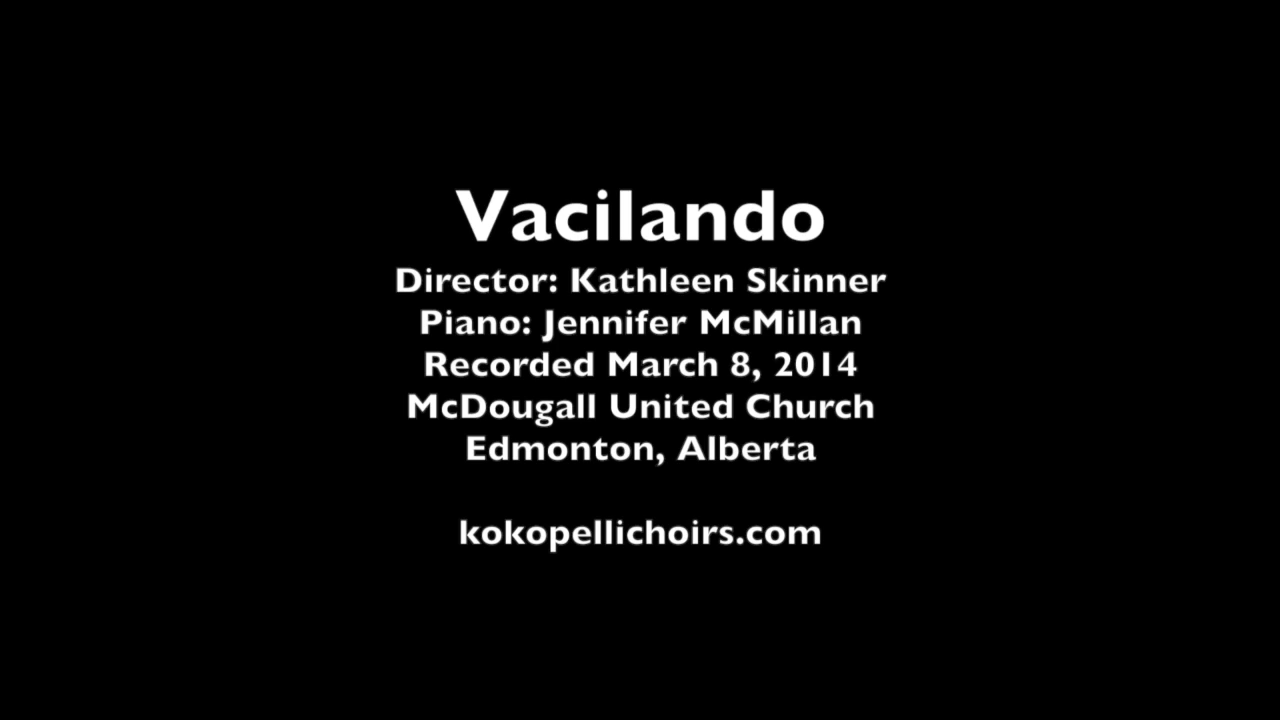 Vacilando
Director: Kathleen Skinner
Piano: Jennifer McMillan
Recorded March 8, 2014
McDougall United Church
Edmonton, Alberta
kokopellichoirs.com